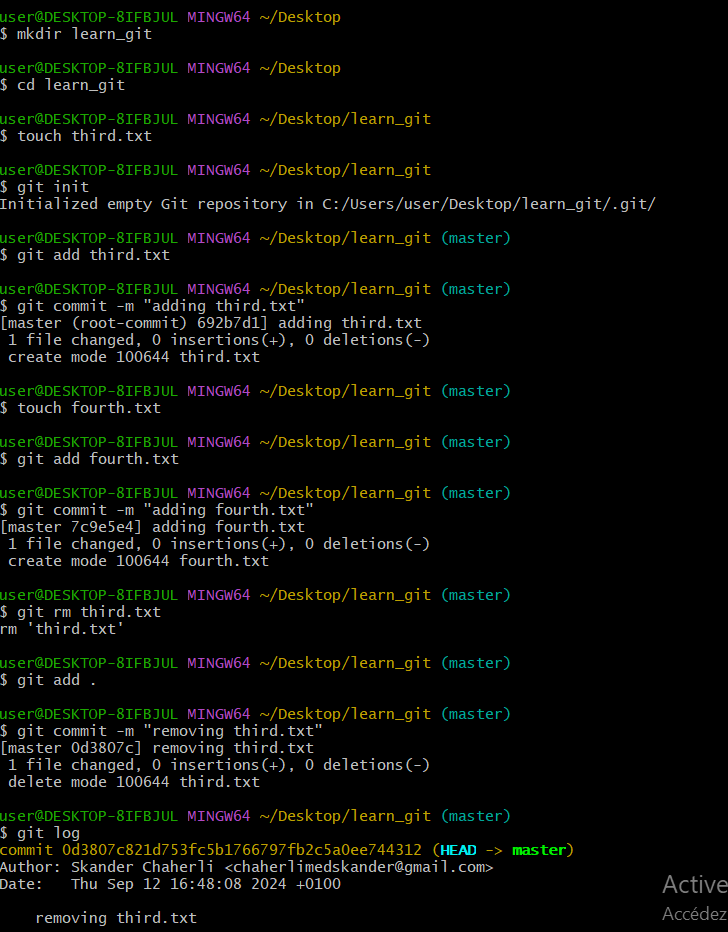 user@DESKTOP-8IFBJUL MINGW64 ~/Desktop
$ mkdir learn_git
user@DESKTOP-8IFBJUL MINGW64 ~/Desktop
$ cd learn_git
user@DESKTOP-8IFBJUL MINGW64 ~/Desktop/learn_git
$ touch third.txt
user@DESKTOP-8IFBJUL MINGW64 ~/Desktop/learn_git
$ git init
Initialized empty Git repository in C:/Users/user/Desktop/learn_git/.git/
user@DESKTOP-8IFBJUL MINGW64 ~/Desktop/learn_git (master)
$ git add third.txt
user@DESKTOP-8IFBJUL MINGW64 ~/Desktop/learn_git (master)
$ git commit -m "adding third.txt"
[master (root-commit) 692b7d1] adding third.txt
 1 file changed, 0 insertions(+), 0 deletions(-)
 create mode 100644 third.txt
user@DESKTOP-8IFBJUL MINGW64 ~/Desktop/learn_git (master)
$ touch fourth.txt
user@DESKTOP-8IFBJUL MINGW64 ~/Desktop/learn_git (master)
$ git add fourth.txt
user@DESKTOP-8IFBJUL MINGW64 ~/Desktop/learn_git (master)
$ git commit -m "adding fourth.txt"
[master 7c9e5e4] adding fourth.txt
 1 file changed, 0 insertions(+), 0 deletions(-)
 create mode 100644 fourth.txt
user@DESKTOP-8IFBJUL MINGW64 ~/Desktop/learn_git (master)
$ git rm third.txt
rm 'third.txt'
user@DESKTOP-8IFBJUL MINGW64 ~/Desktop/learn_git (master)
$ git add .
user@DESKTOP-8IFBJUL MINGW64 ~/Desktop/learn_git (master)
$ git commit -m "removing third.txt"
[master 0d3807c] removing third.txt
 1 file changed, 0 insertions(+), 0 deletions(-)
 delete mode 100644 third.txt
user@DESKTOP-8IFBJUL MINGW64 ~/Desktop/learn_git (master)
$ git log
commit 0d3807c821d753fc5b1766797fb2c5a0ee744312 (HEAD -> master)
Author: Skander Chaherli <chaherlimedskander@gmail.com>
Date:   Thu Sep 12 16:48:08 2024 +0100
    removing third.txt
Active
Accédez